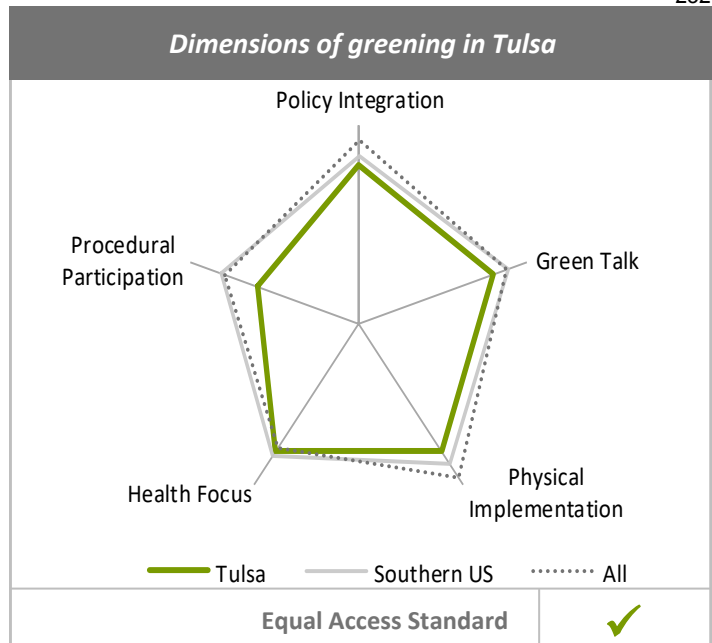 Dimensions of greening in Tulsa
Policy Integration
Procedural
Participation
Green Talk
Health Focus
Physical
Implementation
Tulsa
Southern US
All
Equal Access Standard